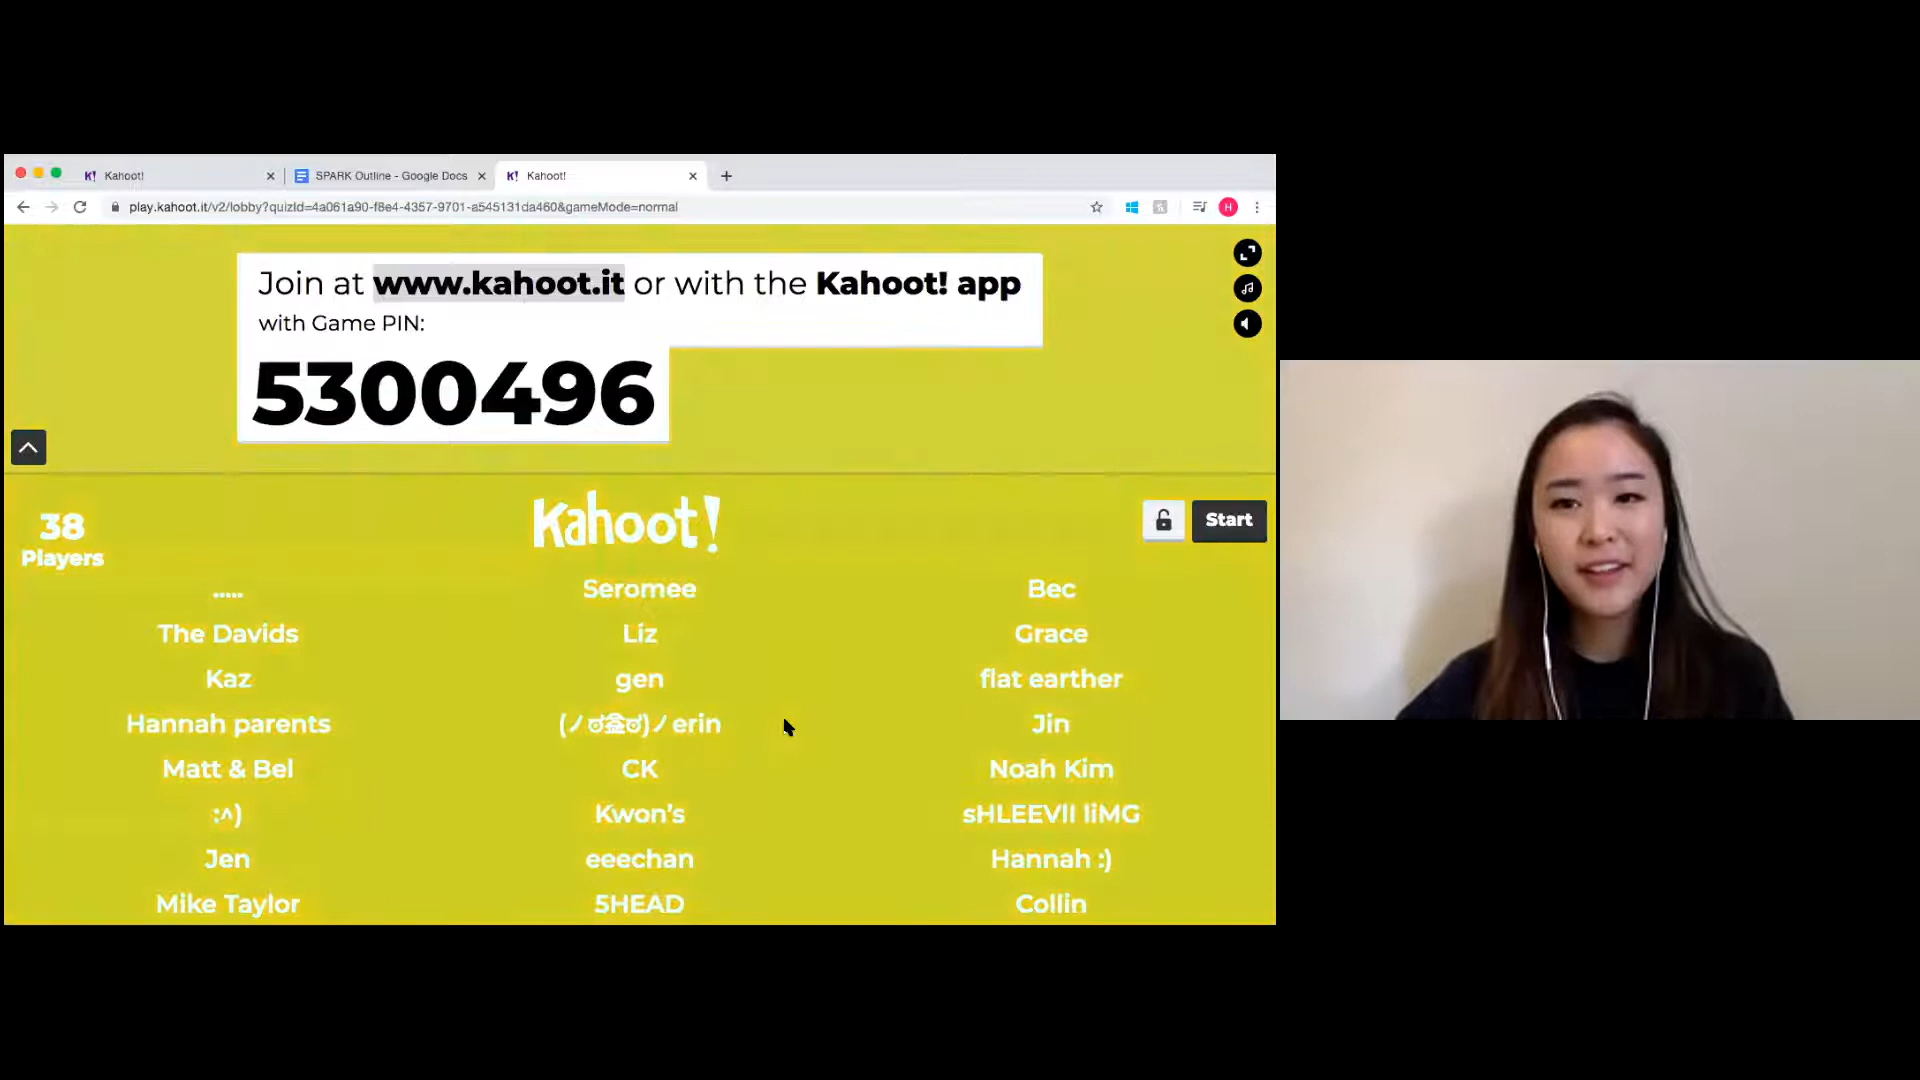 Kahoot!
SPARK Outline - Google Docs
Kahoot!
play.kahoot.it/v2/lobby?quizId=4a061a90-f8e4-4357-9701-a545131da460&gameMode=normal
H
Join at www.kahoot.it or with the Kahoot! app
with Game PIN:
5300496
38
Players
Kahoot!
Start
.....
Seromee
Bec
The Davids
Liz
Grace
Kaz
gen
flat earther
Hannah parents
erin
Jin
Matt & Bel
CK
Noah Kim
:^)
Kwon's
sHLEEVII liMG
Jen
eeechan
Hannah :)
Mike Taylor
5HEAD
Collin